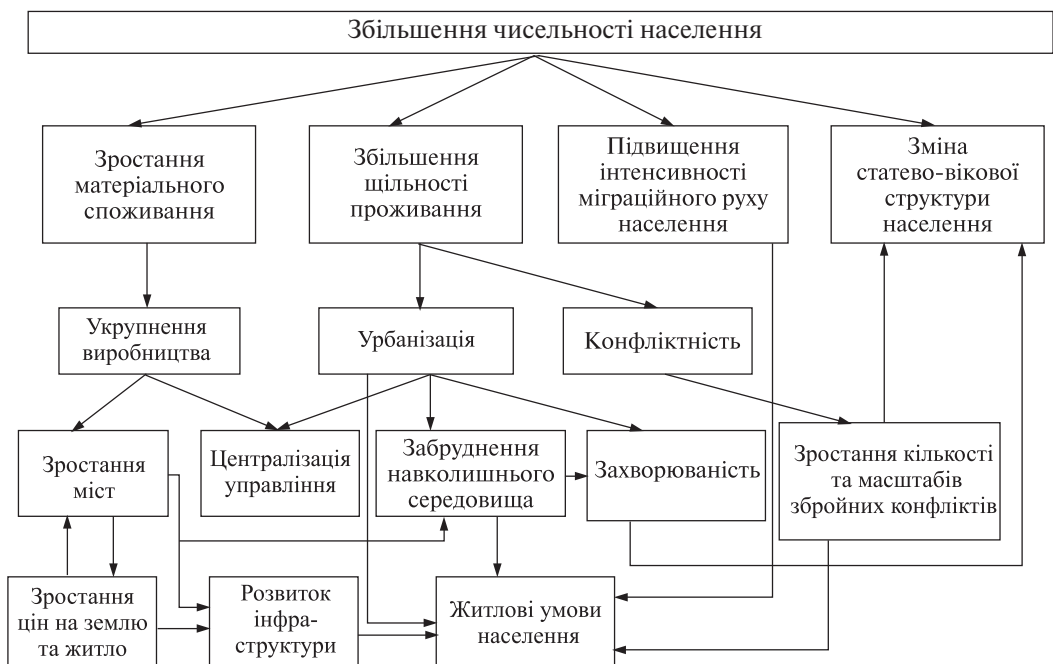 Збільшення чисельності населення
Зростання
матеріального
споживання
Збільшення
щільності
проживання
Підвищення
інтенсивності
міграційного руху
населення
Зміна
статево-вікової
структури
населення
Укрупнення
виробництва
Урбанізація
Конфліктність
Зростання
міст
Централізація
управління
Забруднення
навколишнього
середовища
Захворюваність
Зростання кількості
та масштабів
збройних конфліктів
Зростання
цін на землю
та житло
Розвиток
інфра-
структури
Житлові умови
населення